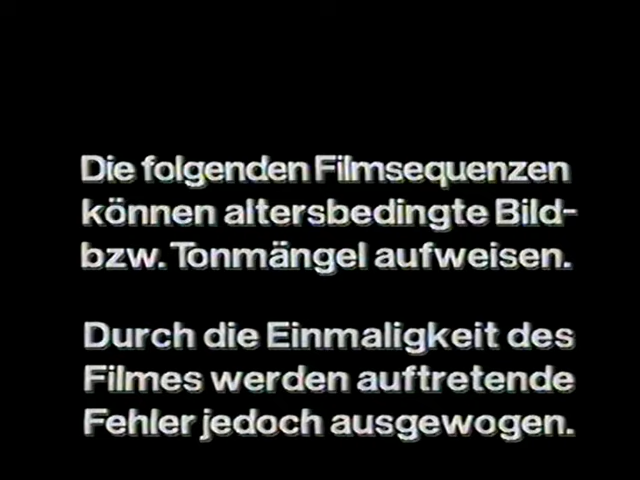 Die folgenden Filmsequenzen
können altersbedingte Bild-
bzw. Tonmängel aufweisen.
Durch die Einmaligkeit des
Filmes werden auftretende
Fehler jedoch ausgewogen.